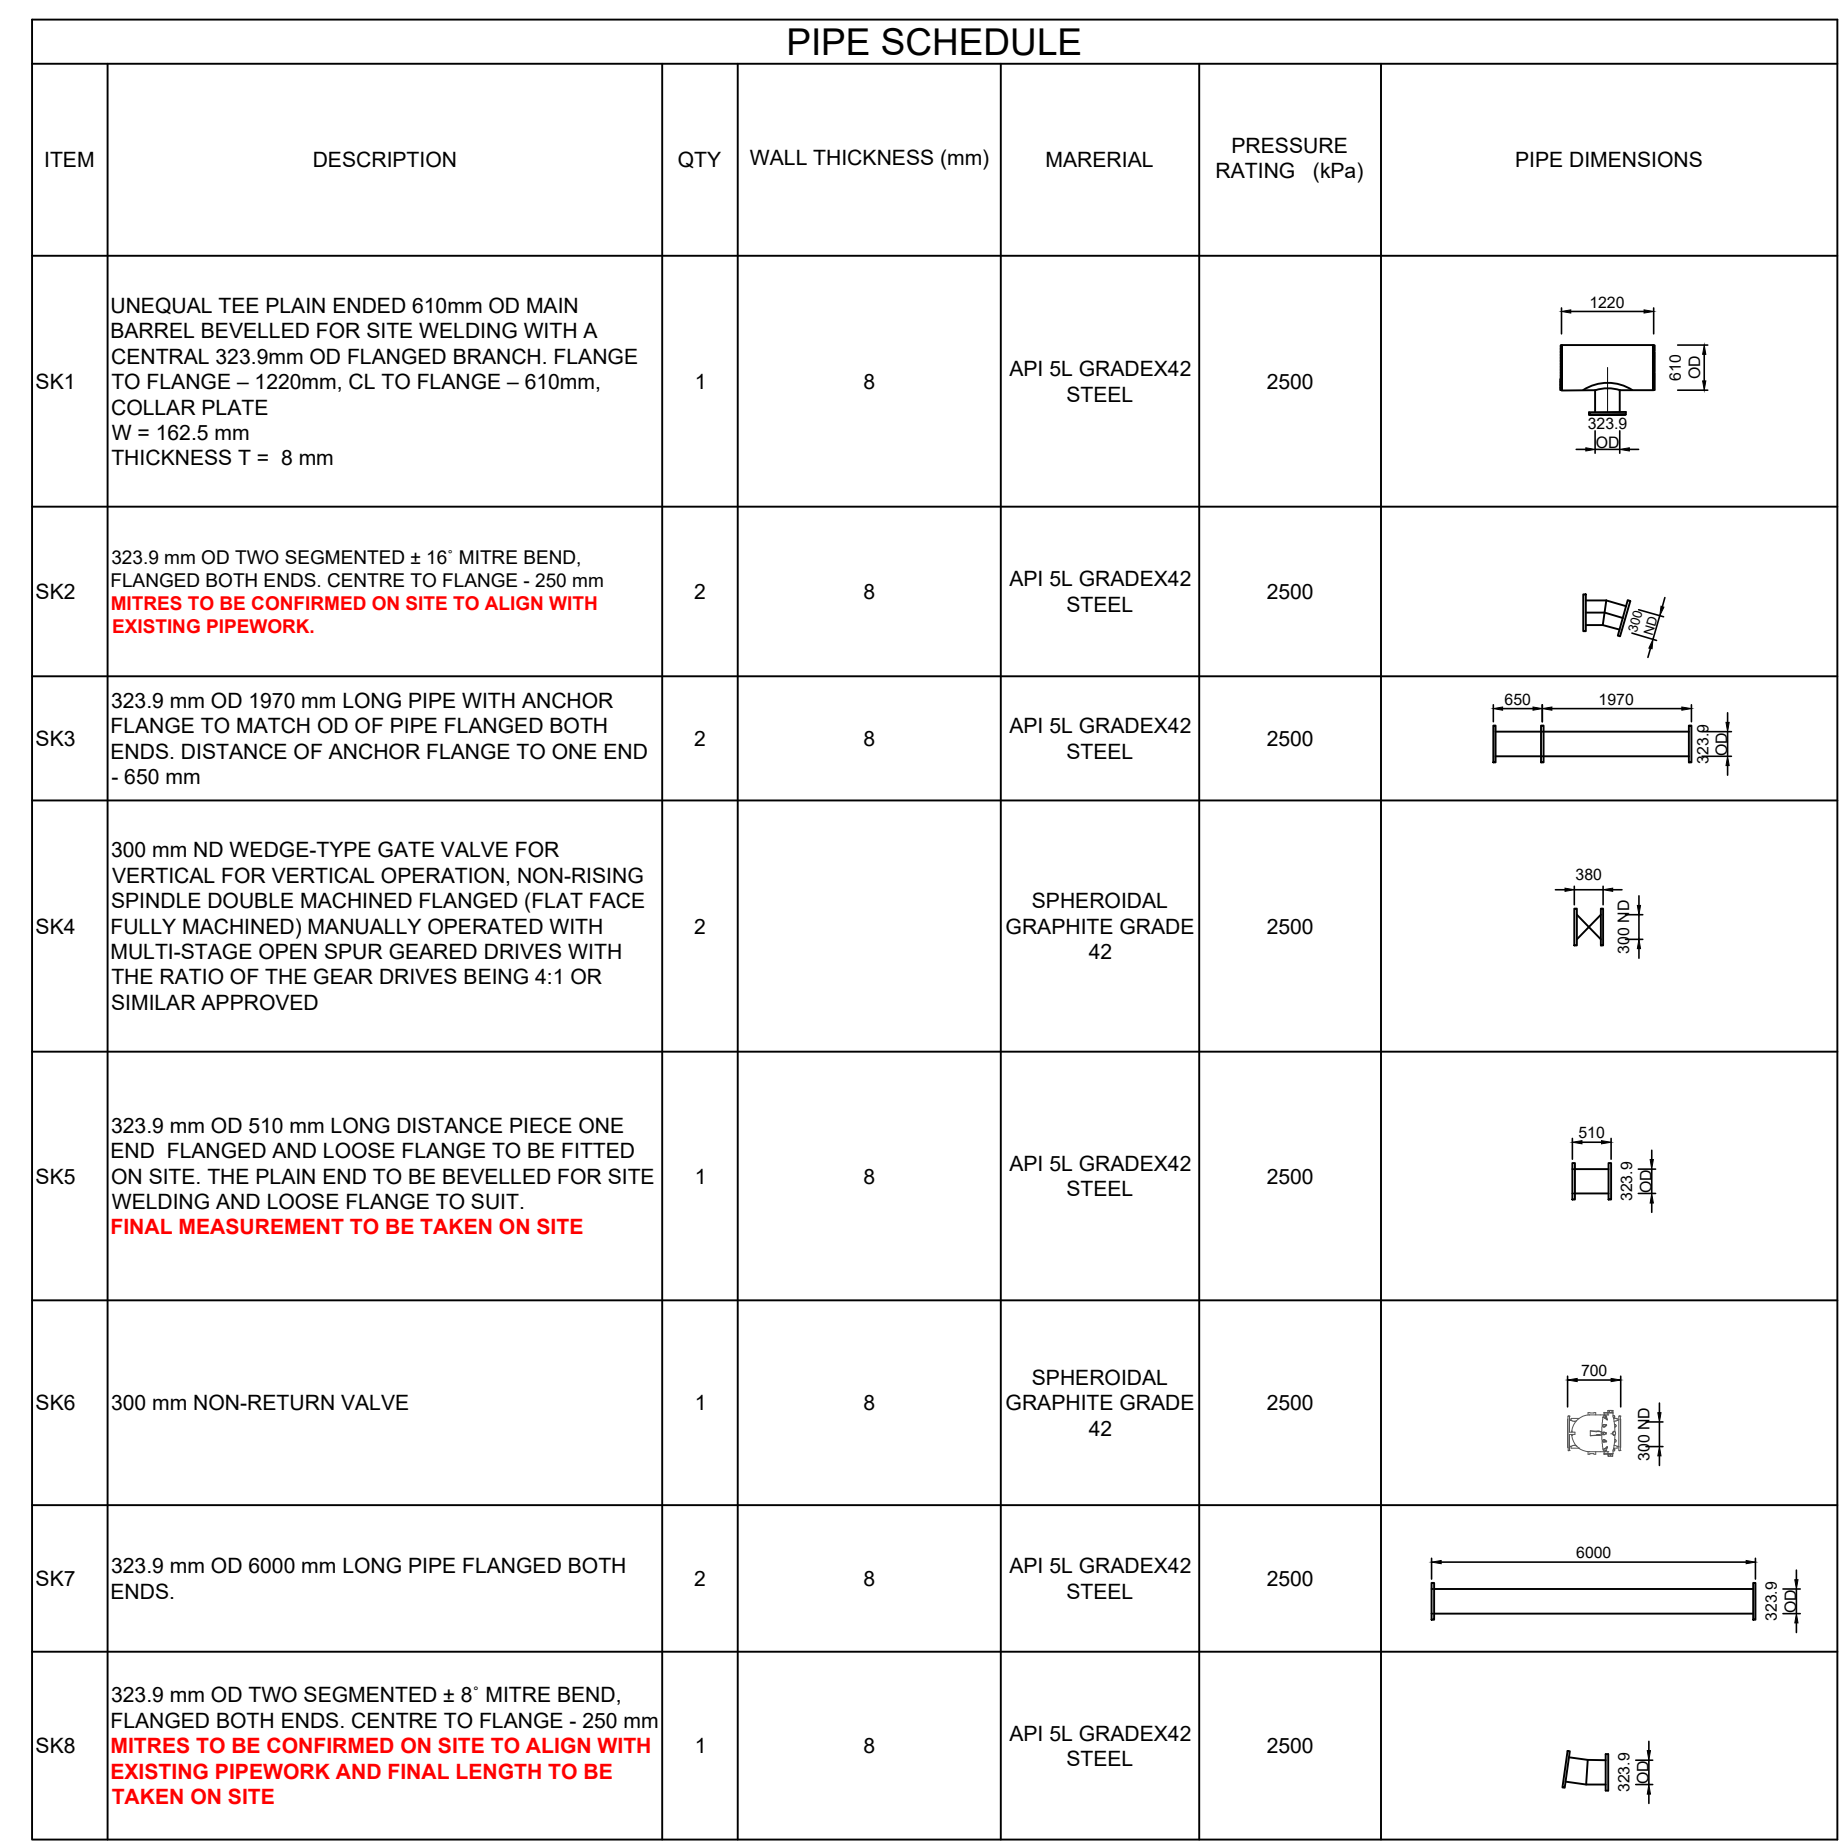 PIPE SCHEDULE
ITEM
DESCRIPTION
QTY
WALL THICKNESS (mm)
MARERIAL
PRESSURE
RATING (kPa)
PIPE DIMENSIONS
SK1
UNEQUAL TEE PLAIN ENDED 610mm OD MAIN
BARREL BEVELLED FOR SITE WELDING WITH A
CENTRAL 323.9mm OD FLANGED BRANCH. FLANGE
TO FLANGE – 1220mm, CL TO FLANGE – 610mm,
COLLAR PLATE
W = 162.5 mm
THICKNESS T = 8 mm
1
8
API 5L GRADEX42
STEEL
2500
1220
610
OD
323.9
OD
SK2
323.9 mm OD TWO SEGMENTED ± 16° MITRE BEND,
FLANGED BOTH ENDS. CENTRE TO FLANGE - 250 mm
MITRES TO BE CONFIRMED ON SITE TO ALIGN WITH
EXISTING PIPEWORK.
2
8
API 5L GRADEX42
STEEL
2500
300
ND
SK3
323.9 mm OD 1970 mm LONG PIPE WITH ANCHOR
FLANGE TO MATCH OD OF PIPE FLANGED BOTH
ENDS. DISTANCE OF ANCHOR FLANGE TO ONE END
- 650 mm
2
8
API 5L GRADEX42
STEEL
2500
650
1970
323.9
OD
SK4
300 mm ND WEDGE-TYPE GATE VALVE FOR
VERTICAL FOR VERTICAL OPERATION, NON-RISING
SPINDLE DOUBLE MACHINED FLANGED (FLAT FACE
FULLY MACHINED) MANUALLY OPERATED WITH
MULTI-STAGE OPEN SPUR GEARED DRIVES WITH
THE RATIO OF THE GEAR DRIVES BEING 4:1 OR
SIMILAR APPROVED
2
SPHEROIDAL
GRAPHITE GRADE
42
2500
380
300 ND
SK5
323.9 mm OD 510 mm LONG DISTANCE PIECE ONE
END FLANGED AND LOOSE FLANGE TO BE FITTED
ON SITE. THE PLAIN END TO BE BEVELLED FOR SITE
WELDING AND LOOSE FLANGE TO SUIT.
FINAL MEASUREMENT TO BE TAKEN ON SITE
1
8
API 5L GRADEX42
STEEL
2500
510
323.9
OD
SK6
300 mm NON-RETURN VALVE
1
8
SPHEROIDAL
GRAPHITE GRADE
42
2500
700
300 ND
SK7
323.9 mm OD 6000 mm LONG PIPE FLANGED BOTH
ENDS.
2
8
API 5L GRADEX42
STEEL
2500
6000
323.9
OD
SK8
323.9 mm OD TWO SEGMENTED ± 8° MITRE BEND,
FLANGED BOTH ENDS. CENTRE TO FLANGE - 250 mm
MITRES TO BE CONFIRMED ON SITE TO ALIGN WITH
EXISTING PIPEWORK AND FINAL LENGTH TO BE
TAKEN ON SITE
1
8
API 5L GRADEX42
STEEL
2500
323.9
OD